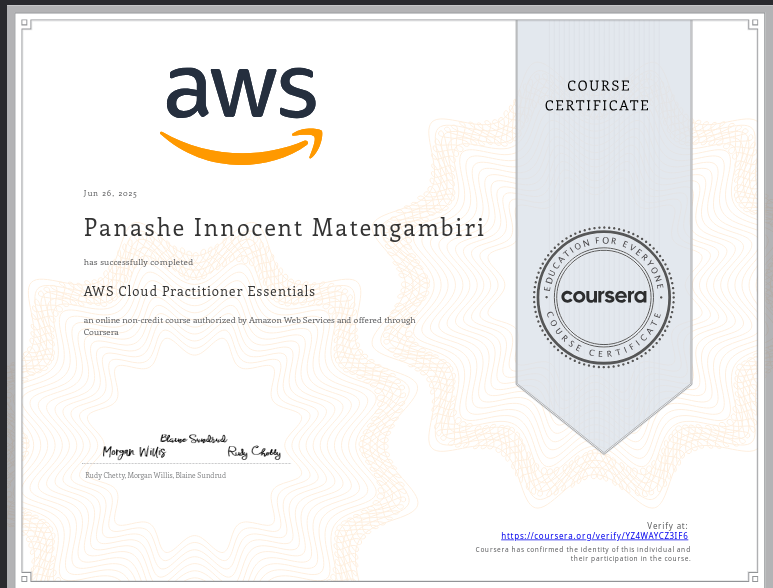 aws
COURSE
CERTIFICATE
Jun 26, 2025
Panashe Innocent Matengambiri
has successfully completed
AWS Cloud Practitioner Essentials
an online non-credit course authorized by Amazon Web Services and offered through
Coursera
EDUCATION FOR EVERYONE
coursera
COURSE CERTIFICATE
Blaine Sundrud
Morgan Willis
Rudy Chetty
Rudy Chetty, Morgan Willis, Blaine Sundrud
Verify at:
https://coursera.org/verify/YZ4WAYCZ3IF6
Coursera has confirmed the identity of this individual and
their participation in the course.